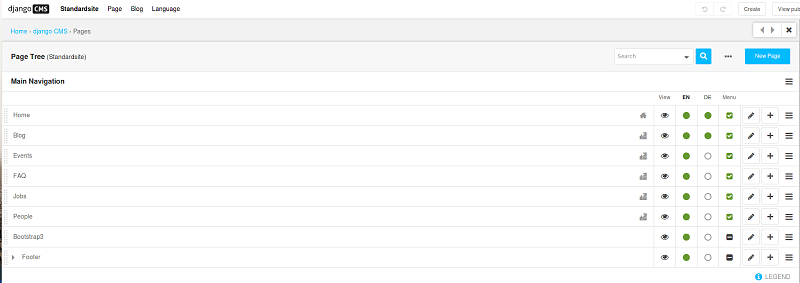 django CMS Standardsite Page Blog Language Create View pub
Home › django CMS › Pages
Page Tree (Standardsite) Search New Page
Main Navigation
View EN DE Menu
Home
Blog
Events
FAQ
Jobs
People
Bootstrap3
Footer
LEGEND